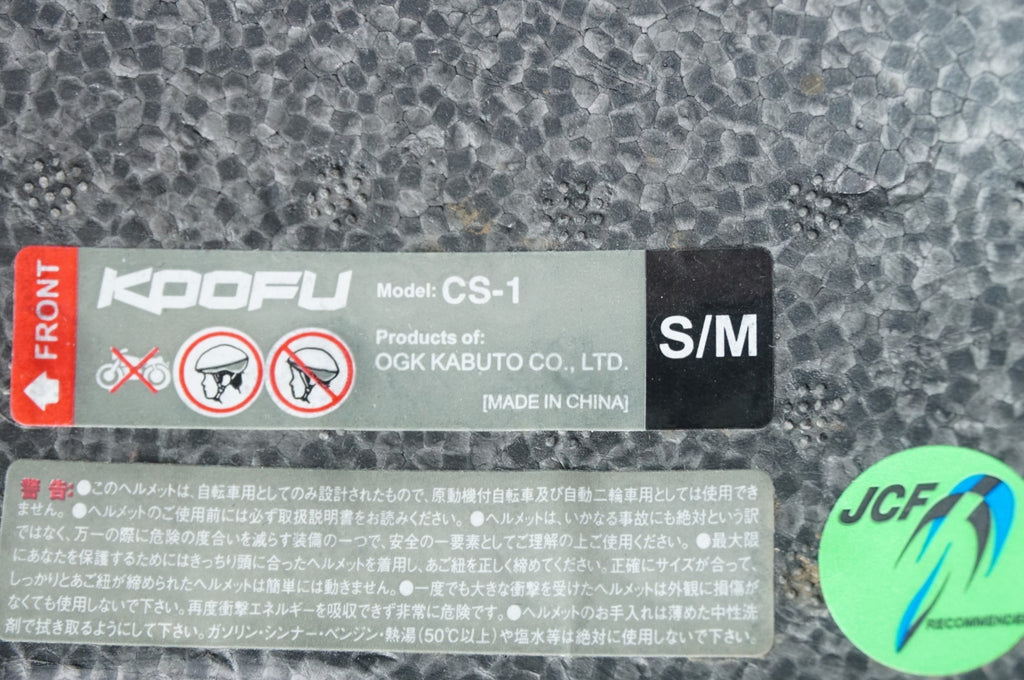 FRONT
KOOFU
Model: CS-1
Products of:
OGK KABUTO CO., LTD.
[MADE IN CHINA]
S/M
警告:●このヘルメットは、自転車用としてのみ設計されたもので、原動機付自転車及び自動二輪車用としては使用でき
ません。●ヘルメットのご使用前には必ず取扱説明書をお読みください。●ヘルメットは、いかなる事故にも絶対という訳
ではなく、万一の際に危険の度合いを減らす装備の一つで、安全の一要素としてご理解の上ご使用ください。●最大限
にあなたを保護するためにはきっちり頭に合ったヘルメットを着用し、あご紐を正しく締めてください。正確にサイズが合って、
しっかりとあご紐が締められたヘルメットは簡単には動きません。●一度でも大きな衝撃を受けたヘルメットは外観に損傷が
なくても使用しないで下さい。再度衝撃エネルギーを吸収できず非常に危険です。●ヘルメットのお手入れは薄めた中性洗
剤で拭き取るようにして下さい。ガソリン・シンナー・ベンジン・熱湯(50℃以上)や塩水等は絶対に使用しないで下さい。
JCF
RECOMMENCED